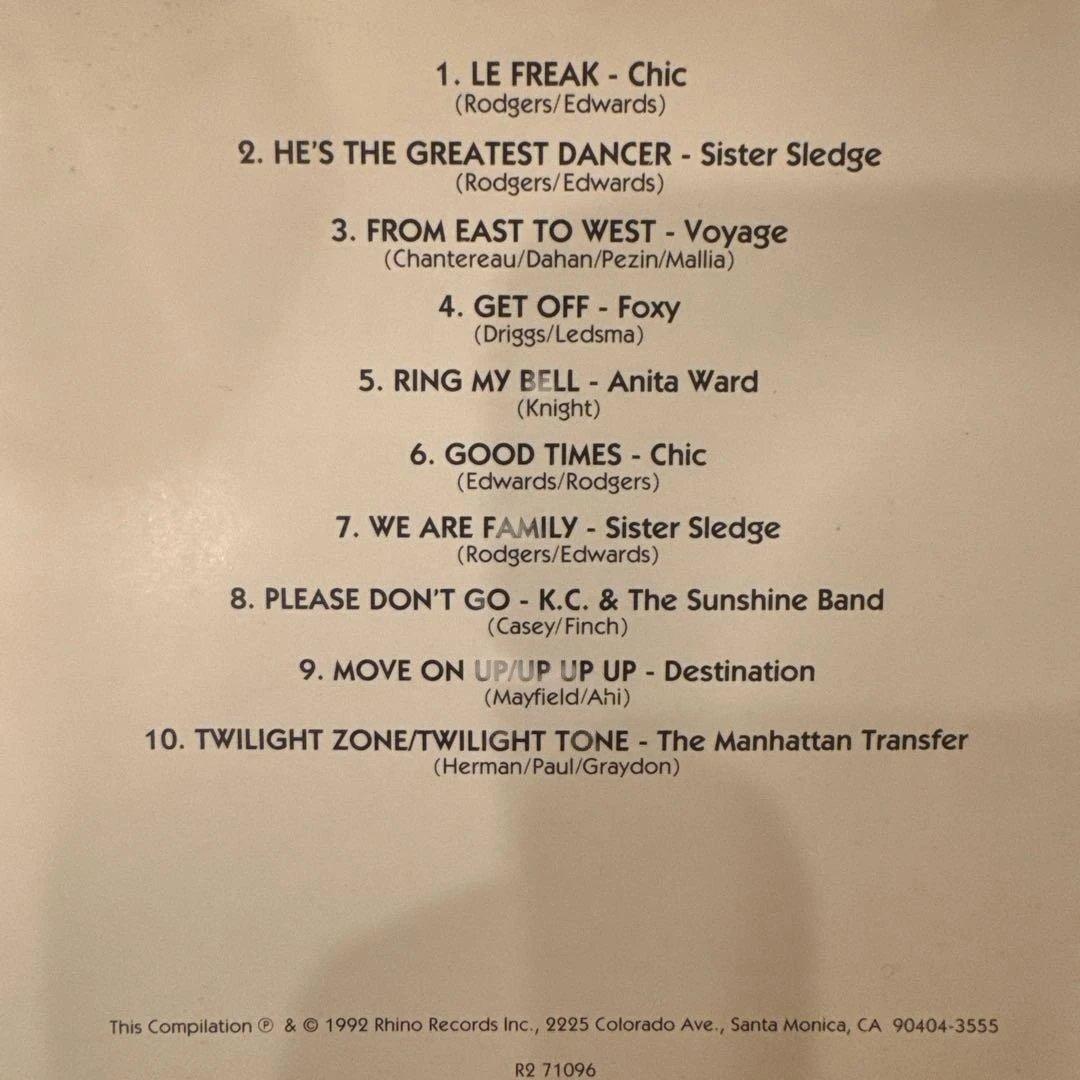 1. LE FREAK - Chic
(Rodgers/Edwards)
2. HE'S THE GREATEST DANCER - Sister Sledge
(Rodgers/Edwards)
3. FROM EAST TO WEST - Voyage
(Chantereau/Dahan/Pezin/Mallia)
4. GET OFF - Foxy
(Driggs/Ledsma)
5. RING MY BELL - Anita Ward
(Knight)
6. GOOD TIMES - Chic
(Edwards/Rodgers)
7. WE ARE FAMILY - Sister Sledge
(Rodgers/Edwards)
8. PLEASE DON'T GO - K.C. & The Sunshine Band
(Casey/Finch)
9. MOVE ON UP/UP UP UP - Destination
(Mayfield/Ahi)
10. TWILIGHT ZONE/TWILIGHT TONE - The Manhattan Transfer
(Herman/Paul/Graydon)
This Compilation ℗ & © 1992 Rhino Records Inc., 2225 Colorado Ave., Santa Monica, CA 90404-3555
R2 71096